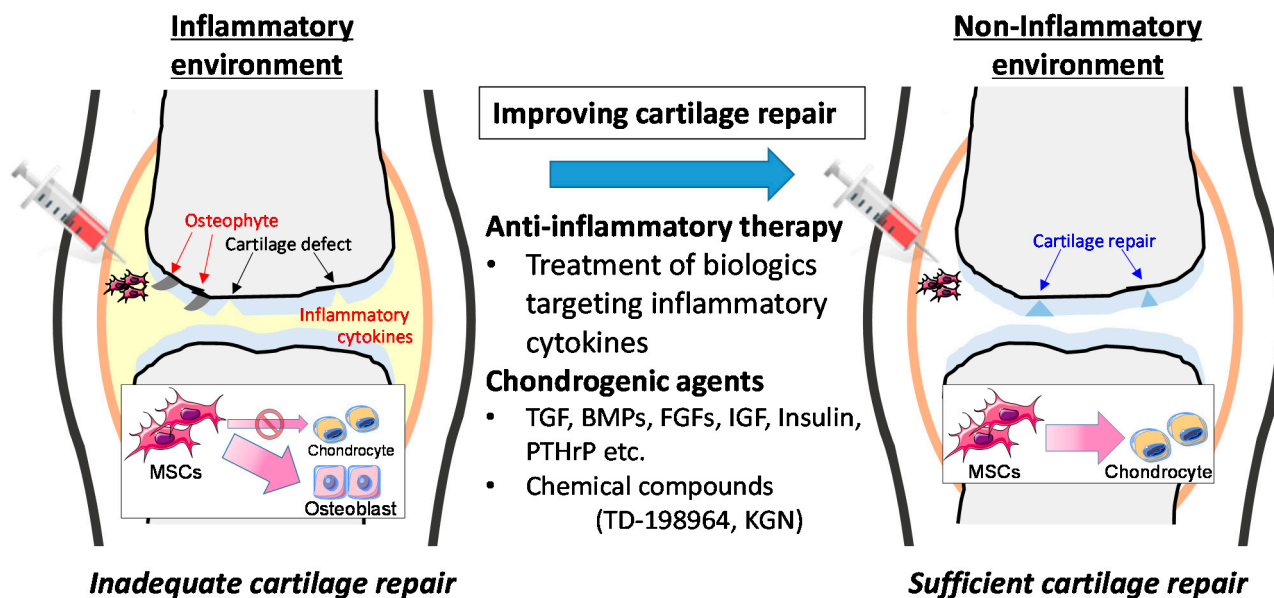 Inflammatory
environment
Osteophyte
Cartilage defect
Inflammatory
cytokines
MSCs
Chondrocyte
Osteoblast
Inadequate cartilage repair
Improving cartilage repair
Anti-inflammatory therapy
• Treatment of biologics
targeting inflammatory
cytokines
Chondrogenic agents
• TGF, BMPs, FGFs, IGF, Insulin,
PTHrP etc.
• Chemical compounds
(TD-198964, KGN)
Non-Inflammatory
environment
Cartilage repair
MSCs
Chondrocyte
Sufficient cartilage repair